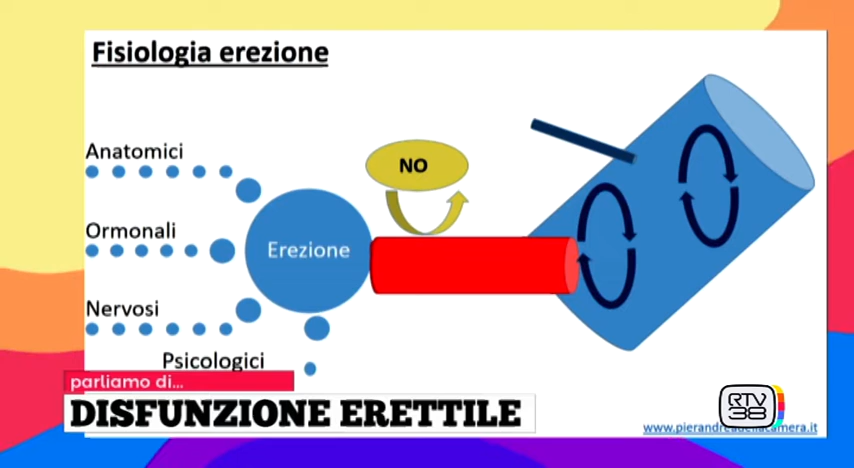 Fisiologia erezione
Anatomici
NO
Ormonali
Erezione
Nervosi
Psicologici
parliamo di...
DISFUNZIONE ERETTILE
RTV
38
www.pierandreadellacamera.it